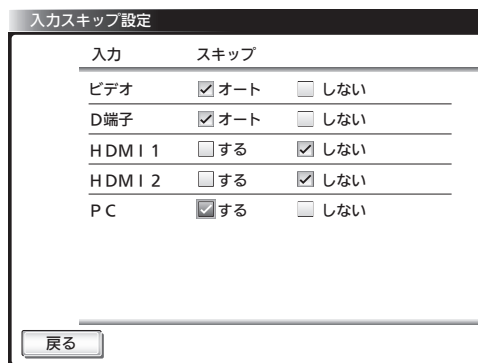 入力スキップ設定
入力 スキップ
ビデオ オート しない
D端子 オート しない
HDMI1 する しない
HDMI2 する しない
PC する しない
戻る